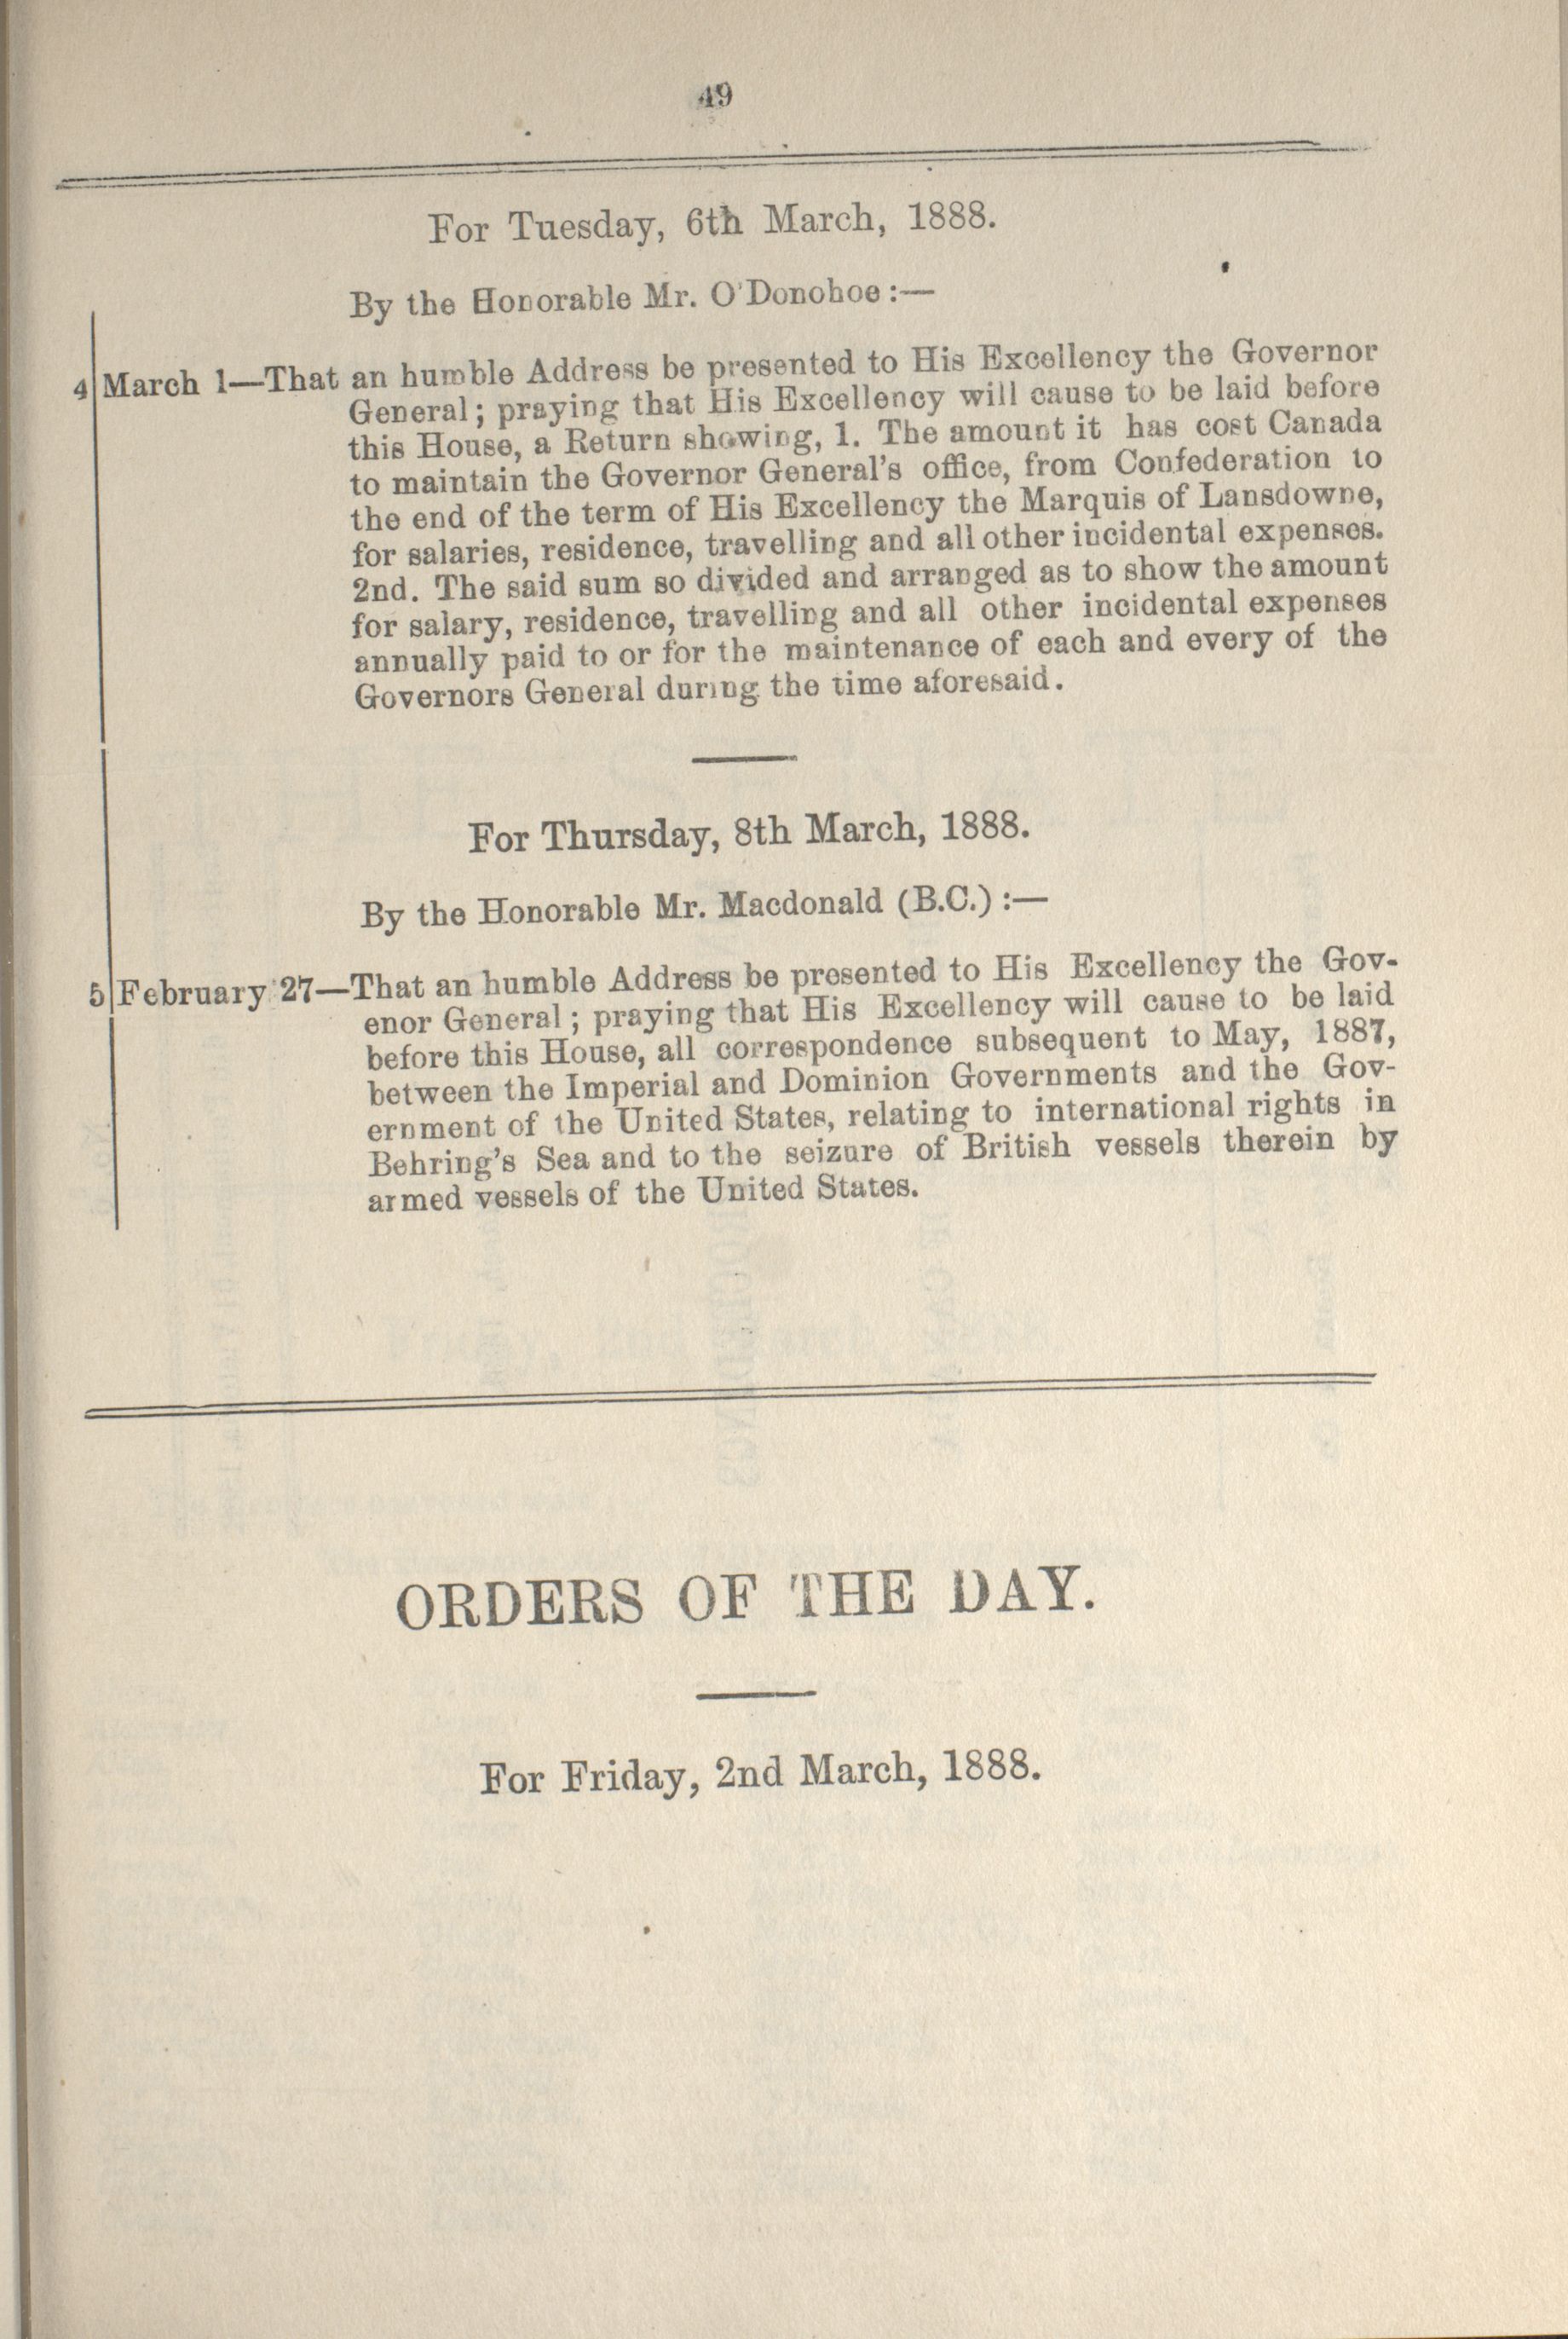 49
For Tuesday, 6th March, 1888.
By the Honorable Mr. O'Donohoe :—
4 March 1—That an humble Address be presented to His Excellency the Governor
General ; praying that His Excellency will cause to be laid before
this House, a Return showing, 1. The amount it has cost Canada
to maintain the Governor General's office, from Confederation to
the end of the term of His Excellency the Marquis of Lansdowne,
for salaries, residence, travelling and all other incidental expenses.
2nd. The said sum so divided and arranged as to show the amount
for salary, residence, travelling and all other incidental expenses
annually paid to or for the maintenance of each and every of the
Governors General during the time aforesaid.
For Thursday, 8th March, 1888.
By the Honorable Mr. Macdonald (B.C.) :—
5 February 27—That an humble Address be presented to His Excellency the Gov-
enor General ; praying that His Excellency will cause to be laid
before this House, all correspondence subsequent to May, 1887,
between the Imperial and Dominion Governments and the Gov-
ernment of the United States, relating to international rights in
Behring's Sea and to the seizure of British vessels therein by
armed vessels of the United States.
ORDERS OF THE DAY.
For Friday, 2nd March, 1888.